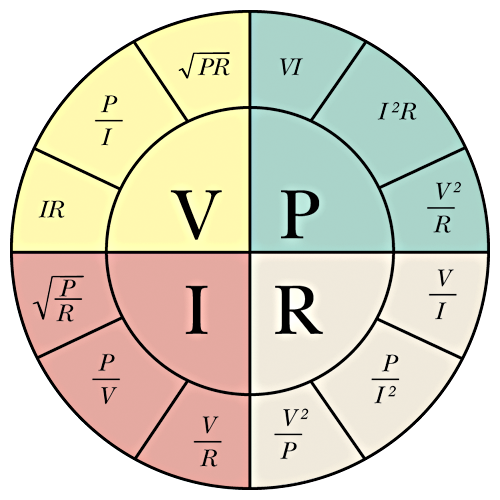 √PR
VI
P/I
I²R
IR
V²/R
V
P
I
R
√(P/R)
V/I
P/V
P/I²
V/R
V²/P